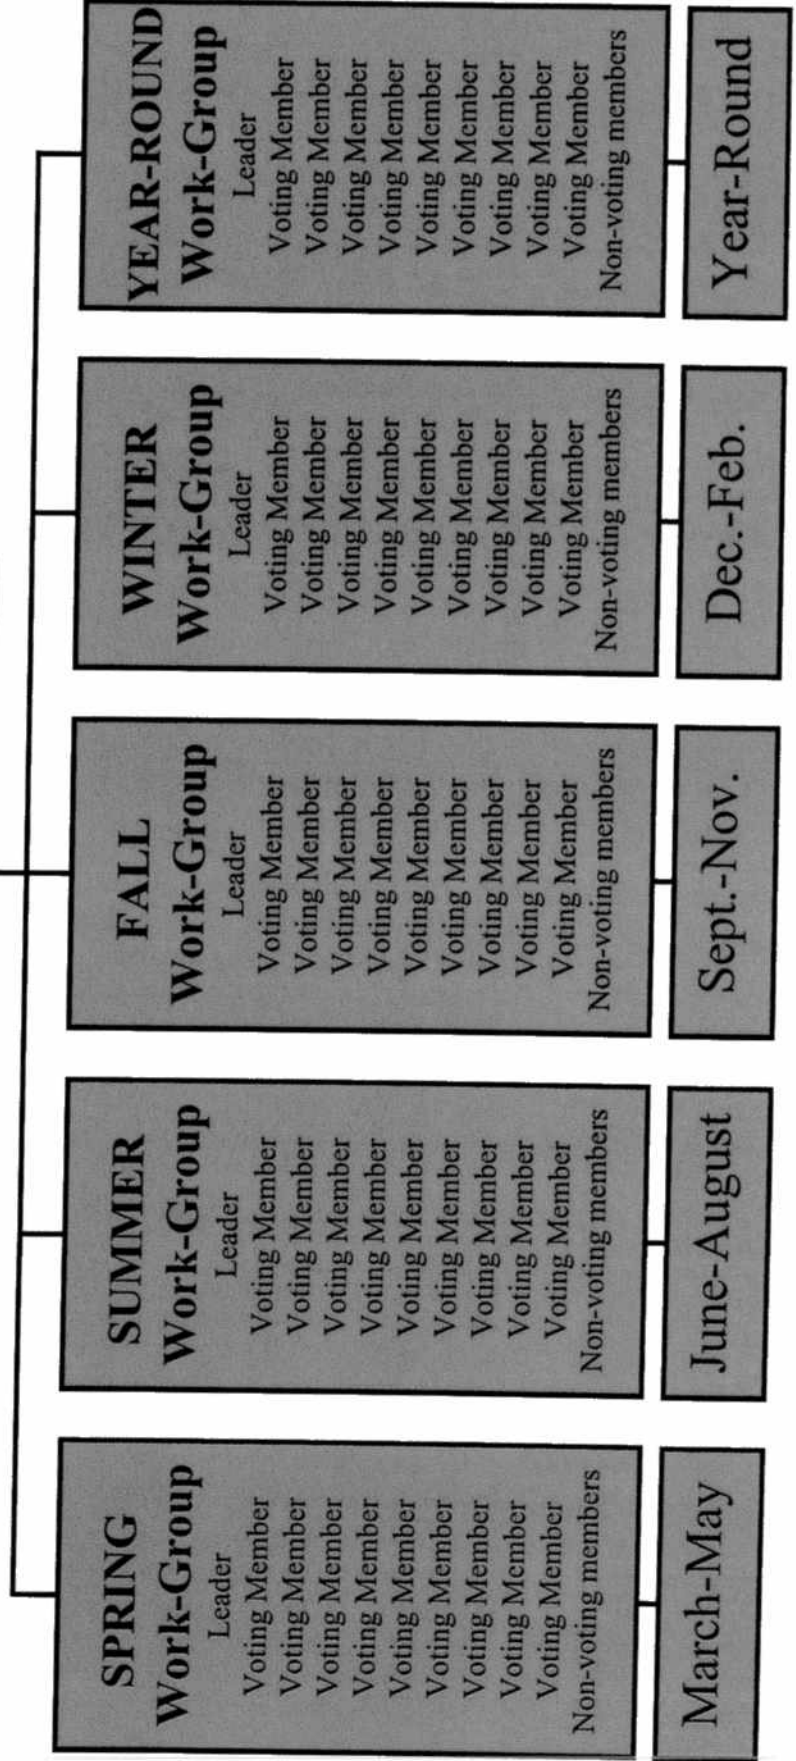 SPRING
Work-Group
Leader
Voting Member
Voting Member
Voting Member
Voting Member
Voting Member
Voting Member
Voting Member
Voting Member
Voting Member
Non-voting members
March-May
SUMMER
Work-Group
Leader
Voting Member
Voting Member
Voting Member
Voting Member
Voting Member
Voting Member
Voting Member
Voting Member
Voting Member
Non-voting members
June-August
FALL
Work-Group
Leader
Voting Member
Voting Member
Voting Member
Voting Member
Voting Member
Voting Member
Voting Member
Voting Member
Voting Member
Non-voting members
Sept.-Nov.
WINTER
Work-Group
Leader
Voting Member
Voting Member
Voting Member
Voting Member
Voting Member
Voting Member
Voting Member
Voting Member
Voting Member
Non-voting members
Dec.-Feb.
YEAR-ROUND
Work-Group
Leader
Voting Member
Voting Member
Voting Member
Voting Member
Voting Member
Voting Member
Voting Member
Voting Member
Voting Member
Non-voting members
Year-Round